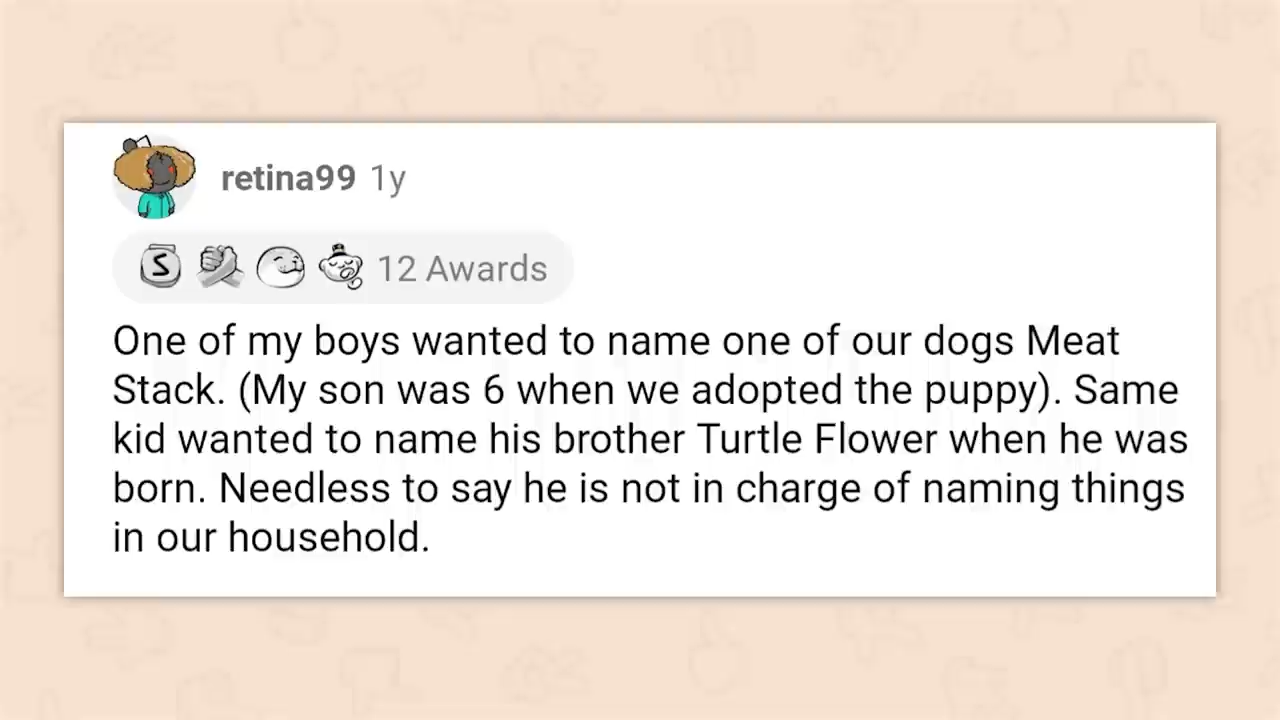 retina99 1y
S 12 Awards
One of my boys wanted to name one of our dogs Meat
Stack. (My son was 6 when we adopted the puppy). Same
kid wanted to name his brother Turtle Flower when he was
born. Needless to say he is not in charge of naming things
in our household.